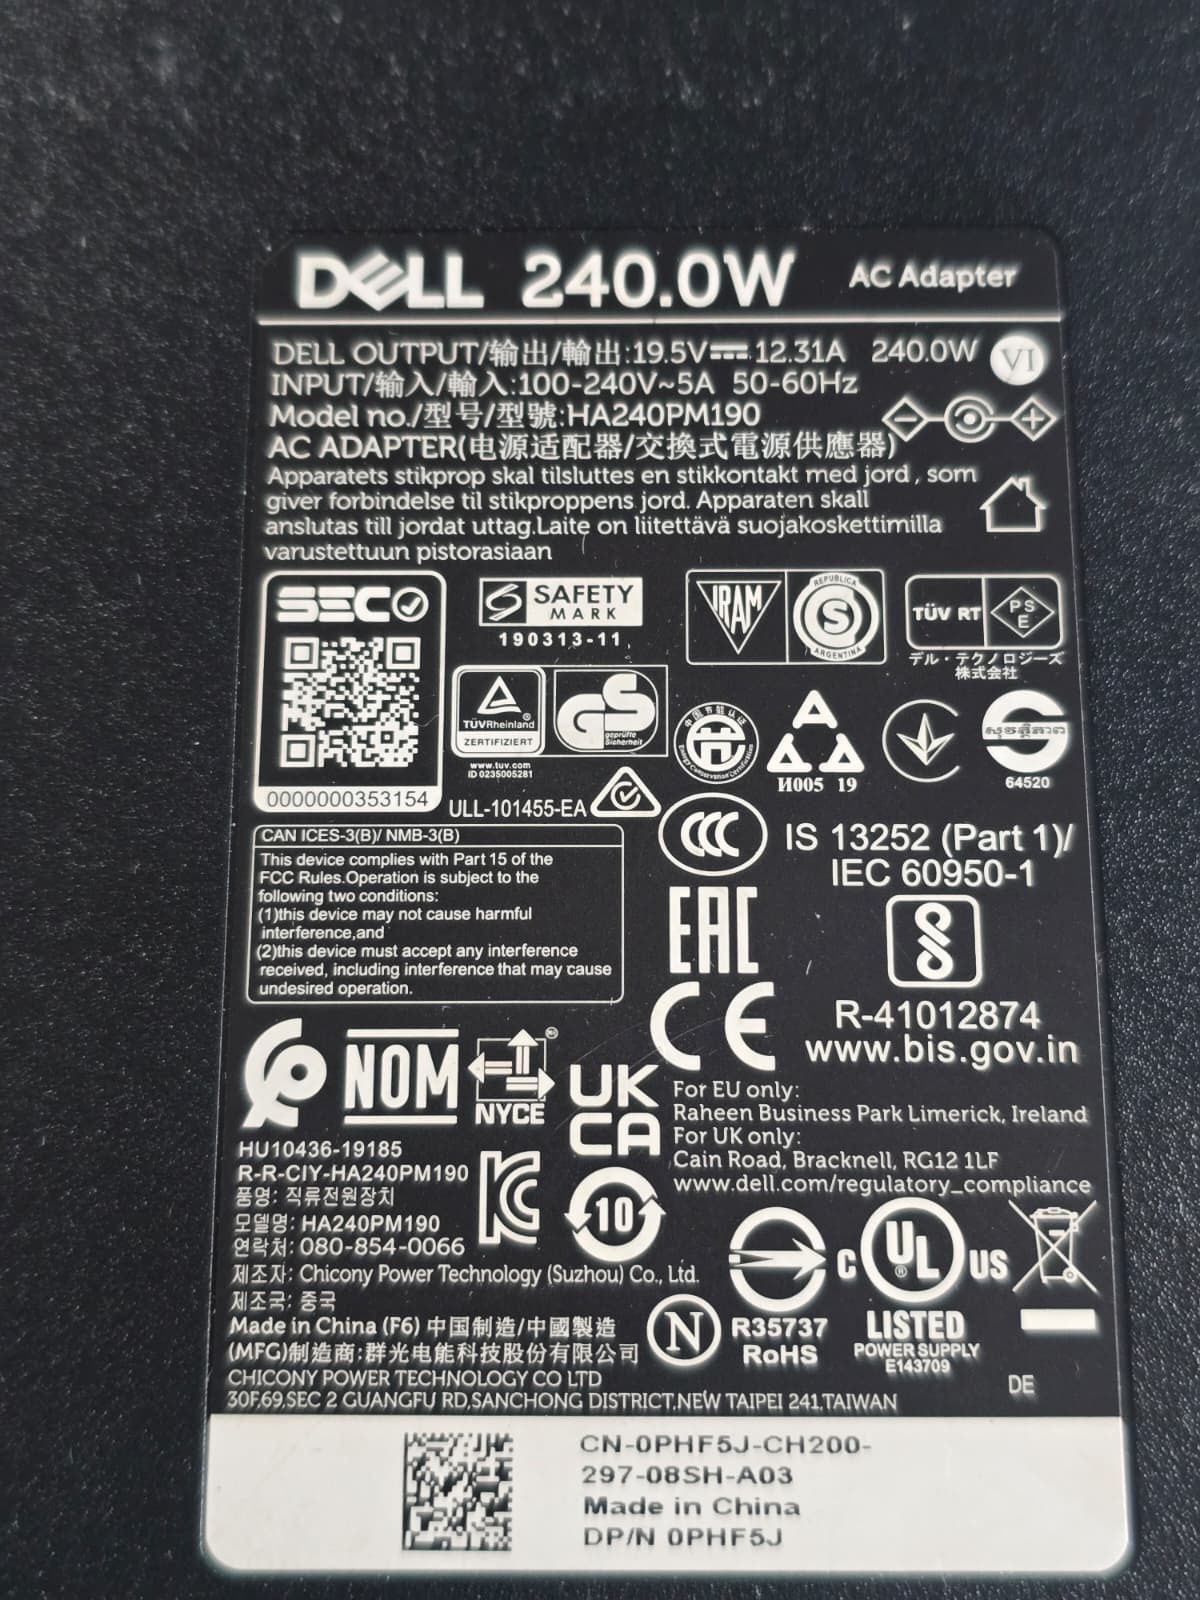 DELL 240.0W AC Adapter
DELL OUTPUT/输出/輸出:19.5V⎓12.31A 240.0W VI
INPUT/输入/輸入:100-240V~5A 50-60Hz
Model no./型号/型號:HA240PM190
AC ADAPTER(电源适配器/交換式電源供應器)
Apparatets stikprop skal tilsluttes en stikkontakt med jord , som
giver forbindelse til stikproppens jord. Apparaten skall
anslutas till jordat uttag.Laite on liitettävä suojakoskettimilla
varustettuun pistorasiaan
SEC
0000000353154
SAFETY
MARK
190313-11
IRAM
REPUBLICA
S
ARGENTINA
TÜV RT
PS
E
デル・テクノロジーズ
株式会社
TÜVRheinland
ZERTIFIZIERT
GS
geprüfte
Sicherheit
www.tuv.com
ID 0235005281
中国节能认证
Energy Conservation Certification
И005 19
64520
ULL-101455-EA
CCC
IS 13252 (Part 1)/
IEC 60950-1
CAN ICES-3(B)/ NMB-3(B)
This device complies with Part 15 of the
FCC Rules.Operation is subject to the
following two conditions:
(1)this device may not cause harmful
interference,and
(2)this device must accept any interference
received, including interference that may cause
undesired operation.
EAC
CE
R-41012874
www.bis.gov.in
NOM
NYCE
UK
CA
For EU only:
Raheen Business Park Limerick, Ireland
For UK only:
Cain Road, Bracknell, RG12 1LF
www.dell.com/regulatory_compliance
HU10436-19185
R-R-CIY-HA240PM190
품명: 직류전원장치
모델명: HA240PM190
연락처: 080-854-0066
제조자: Chicony Power Technology (Suzhou) Co., Ltd.
제조국: 중국
10
C UL US
LISTED
POWER SUPPLY
E143709
N
R35737
RoHS
DE
Made in China (F6) 中国制造/中國製造
(MFG)制造商:群光电能科技股份有限公司
CHICONY POWER TECHNOLOGY CO LTD
30F,69,SEC 2 GUANGFU RD,SANCHONG DISTRICT,NEW TAIPEI 241,TAIWAN
CN-0PHF5J-CH200-
297-08SH-A03
Made in China
DP/N 0PHF5J